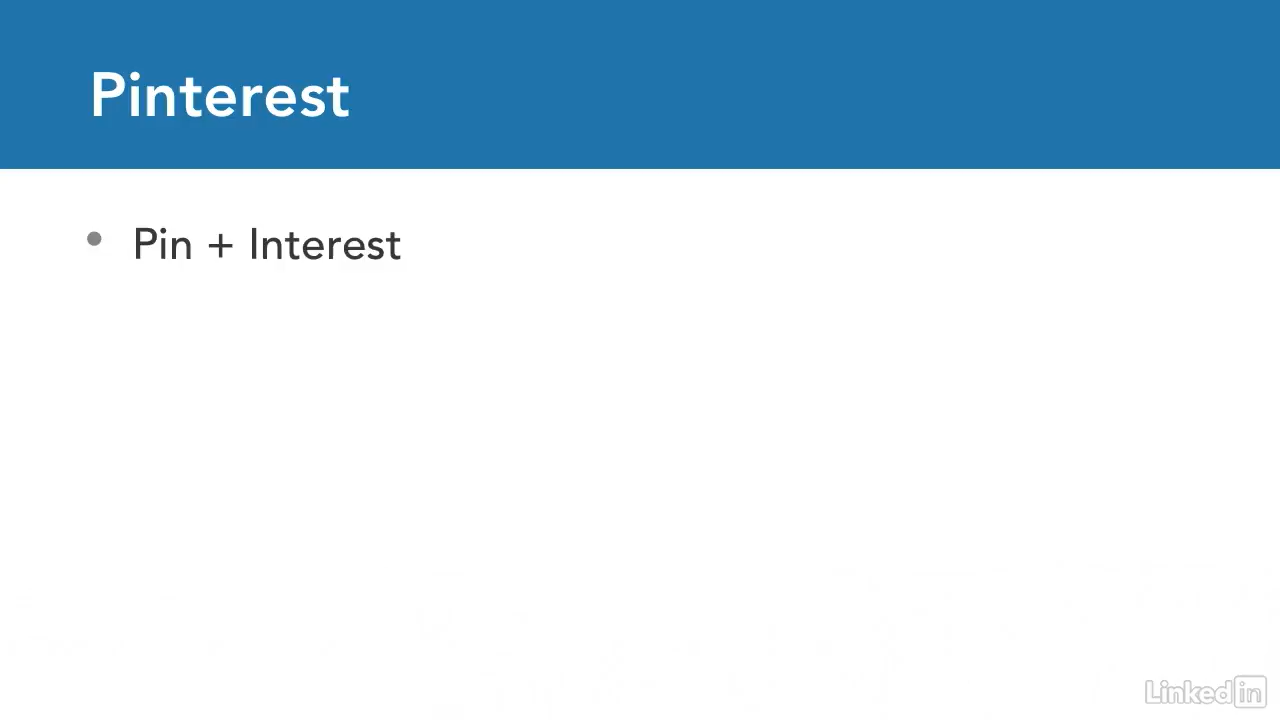 Pinterest
• Pin + Interest
Linked in